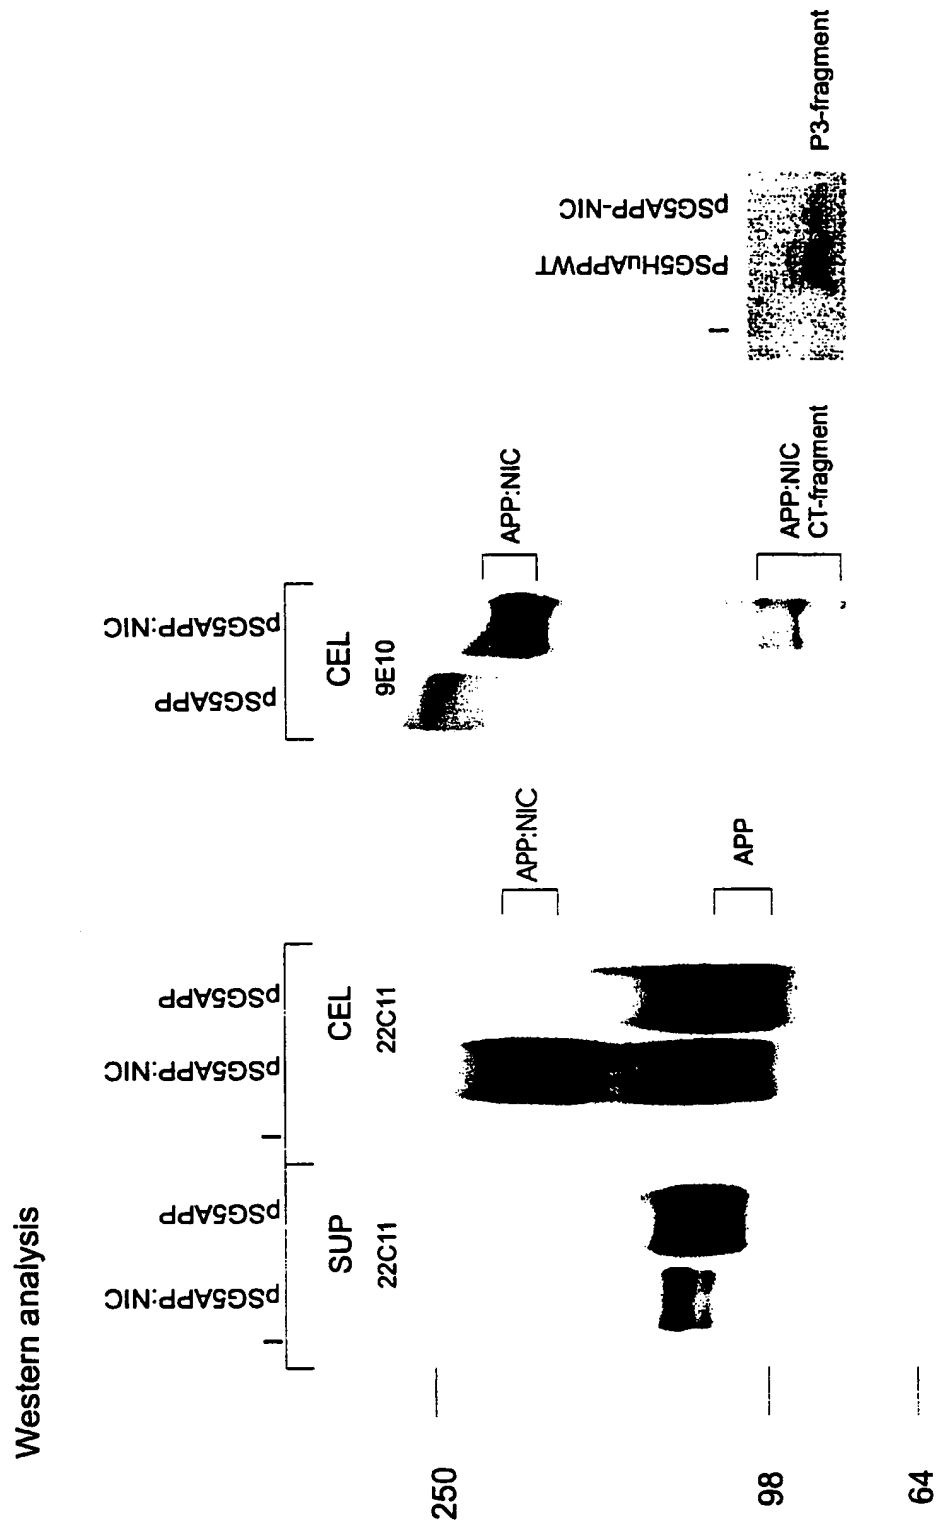 Western analysis
–
pSG5APP:NIC
pSG5APP
–
pSG5APP:NIC
pSG5APP
pSG5APP
pSG5APP:NIC
SUP
22C11
CEL
22C11
CEL
9E10
250
98
64
APP:NIC
APP
APP:NIC
APP:NIC
CT-fragment
–
PSG5HuAPPWT
pSG5APP-NIC
P3-fragment